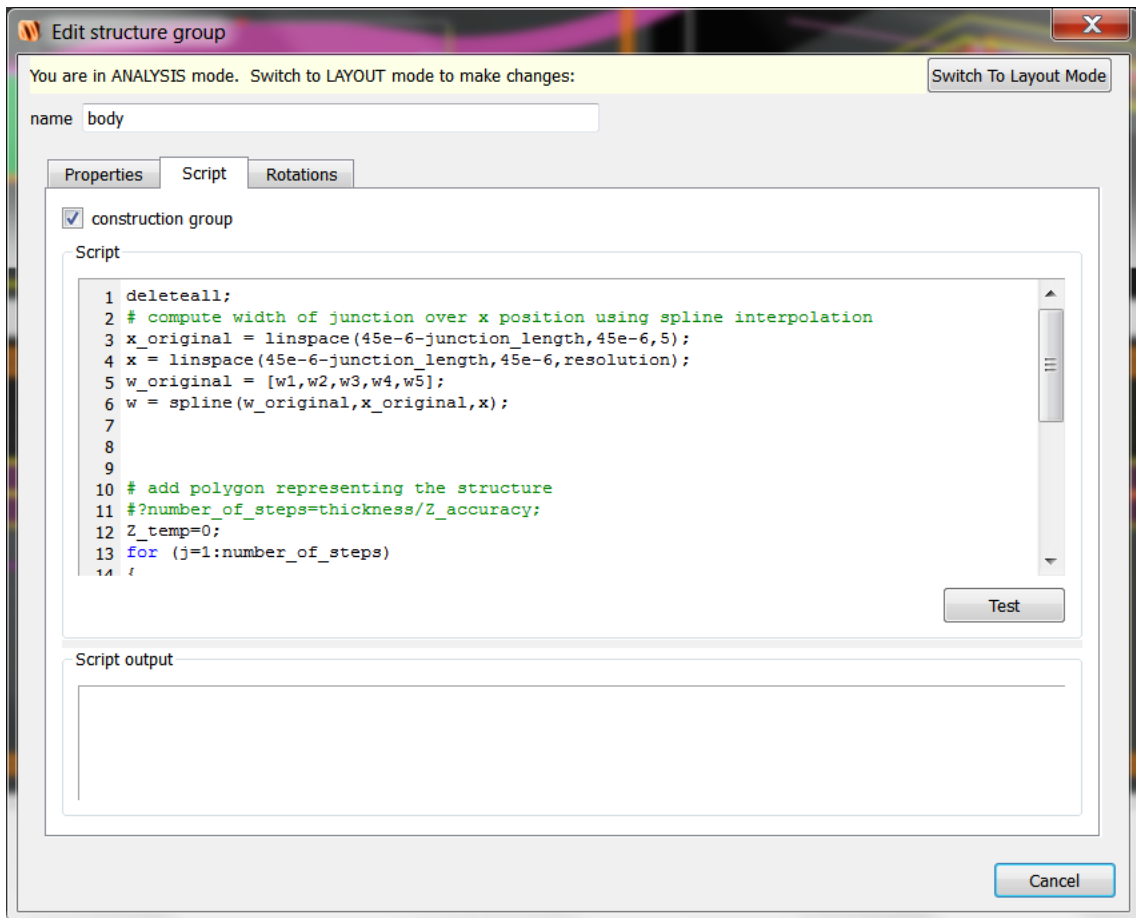 Edit structure group
You are in ANALYSIS mode.  Switch to LAYOUT mode to make changes:
Switch To Layout Mode
name body
Properties Script Rotations
construction group
Script
1 deleteall;
2 # compute width of junction over x position using spline interpolation
3 x_original = linspace(45e-6-junction_length,45e-6,5);
4 x = linspace(45e-6-junction_length,45e-6,resolution);
5 w_original = [w1,w2,w3,w4,w5];
6 w = spline(w_original,x_original,x);
7
8
9
10 # add polygon representing the structure
11 #?number_of_steps=thickness/Z_accuracy;
12 Z_temp=0;
13 for (j=1:number_of_steps)
14 {
Test
Script output
Cancel